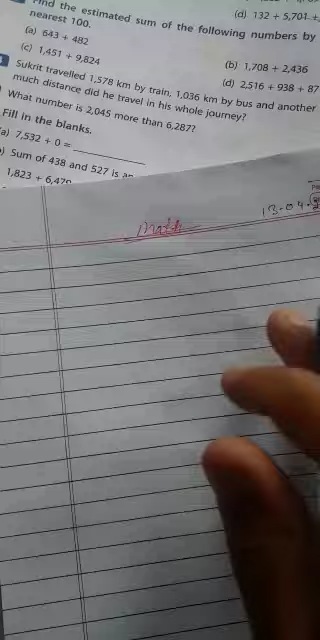 (d) 132 + 5,701 +
Find the estimated sum of the following numbers by
nearest 100.
(a) 643 + 482
(b) 1,708 + 2,436
(c) 1,451 + 9,824
(d) 2,516 + 938 + 87
Sukrit travelled 1,578 km by train, 1,036 km by bus and another
much distance did he travel in his whole journey?
What number is 2,045 more than 6,287?
Fill in the blanks.
(a) 7,532 + 0 =
Sum of 438 and 527 is
1,823 +
Math
13-04-